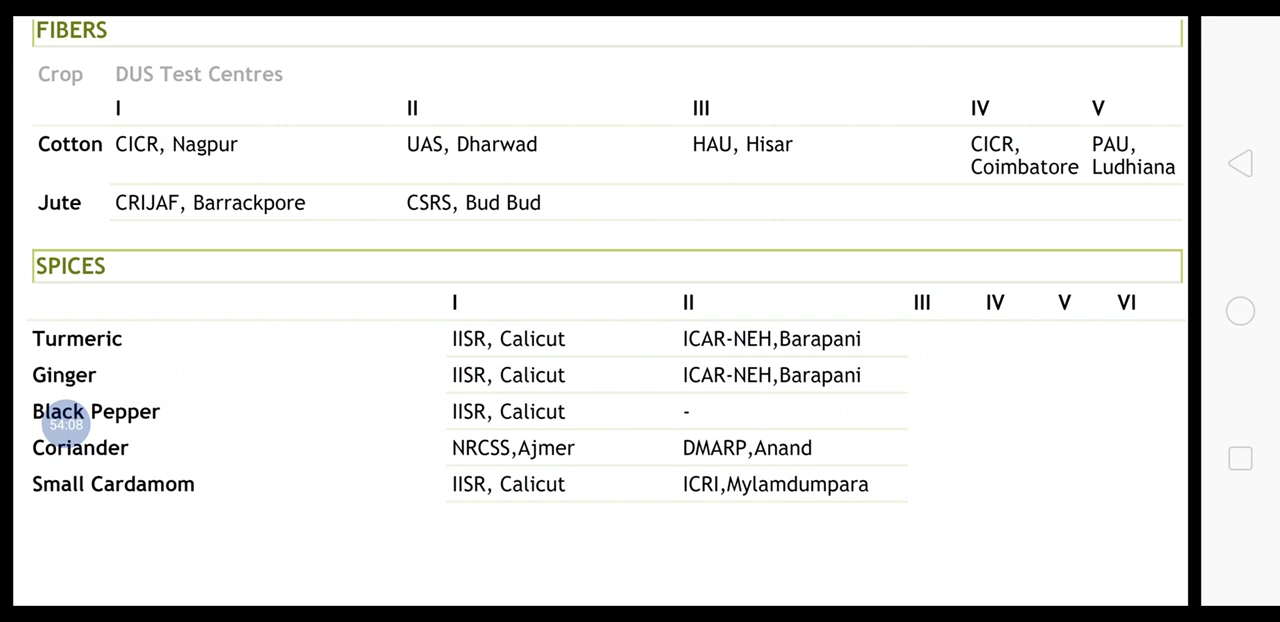 FIBERS
Crop DUS Test Centres
I II III IV V
Cotton CICR, Nagpur UAS, Dharwad HAU, Hisar CICR, Coimbatore PAU, Ludhiana
Jute CRIJAF, Barrackpore CSRS, Bud Bud
SPICES
I II III IV V VI
Turmeric IISR, Calicut ICAR-NEH,Barapani
Ginger IISR, Calicut ICAR-NEH,Barapani
Black Pepper IISR, Calicut -
54:08
Coriander NRCSS,Ajmer DMARP,Anand
Small Cardamom IISR, Calicut ICRI,Mylamdumpara